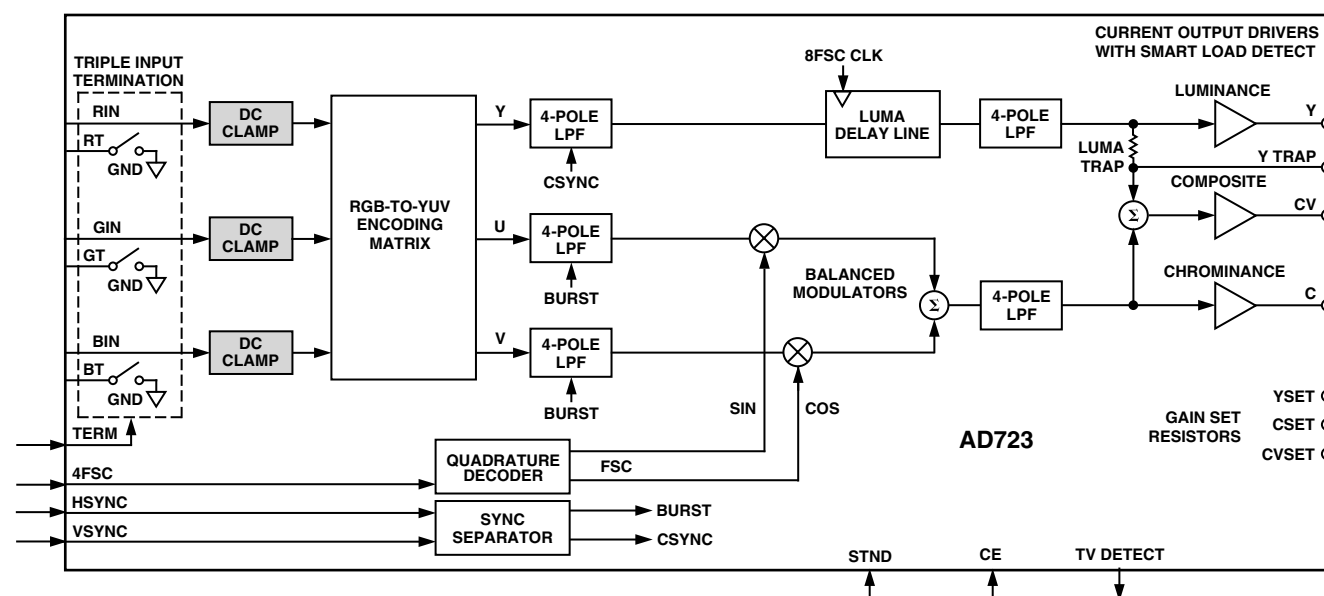 CURRENT OUTPUT DRIVERS
WITH SMART LOAD DETECT
TRIPLE INPUT
TERMINATION
8FSC CLK
RIN
DC
CLAMP
Y
4-POLE
LPF
LUMA
DELAY LINE
4-POLE
LPF
LUMINANCE
Y
RT
GND
CSYNC
LUMA
TRAP
Y TRAP
RGB-TO-YUV
ENCODING
MATRIX
COMPOSITE
Σ
CV
GIN
DC
CLAMP
U
4-POLE
LPF
GT
GND
BURST
BALANCED
MODULATORS
Σ
4-POLE
LPF
CHROMINANCE
C
BIN
DC
CLAMP
V
4-POLE
LPF
BT
GND
BURST
SIN
COS
TERM
YSET
GAIN SET
RESISTORS
CSET
CVSET
AD723
4FSC
QUADRATURE
DECODER
FSC
HSYNC
VSYNC
SYNC
SEPARATOR
BURST
CSYNC
STND
CE
TV DETECT